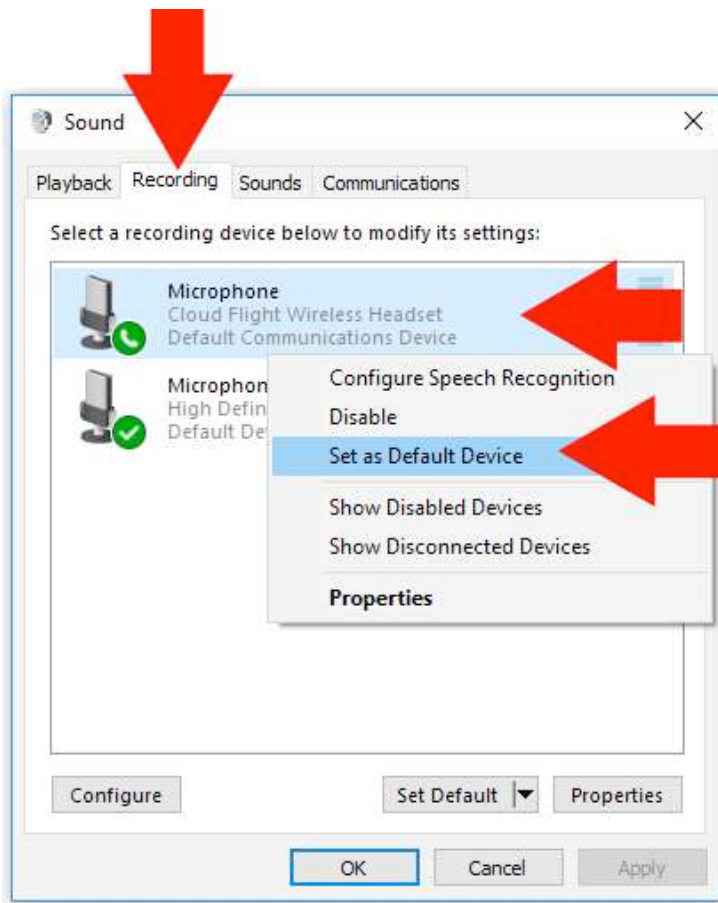 Sound
Playback Recording Sounds Communications
Select a recording device below to modify its settings:
Microphone
Cloud Flight Wireless Headset
Default Communications Device
Microphon
High Defin
Default De
Configure Speech Recognition
Disable
Set as Default Device
Show Disabled Devices
Show Disconnected Devices
Properties
Configure Set Default Properties
OK Cancel Apply